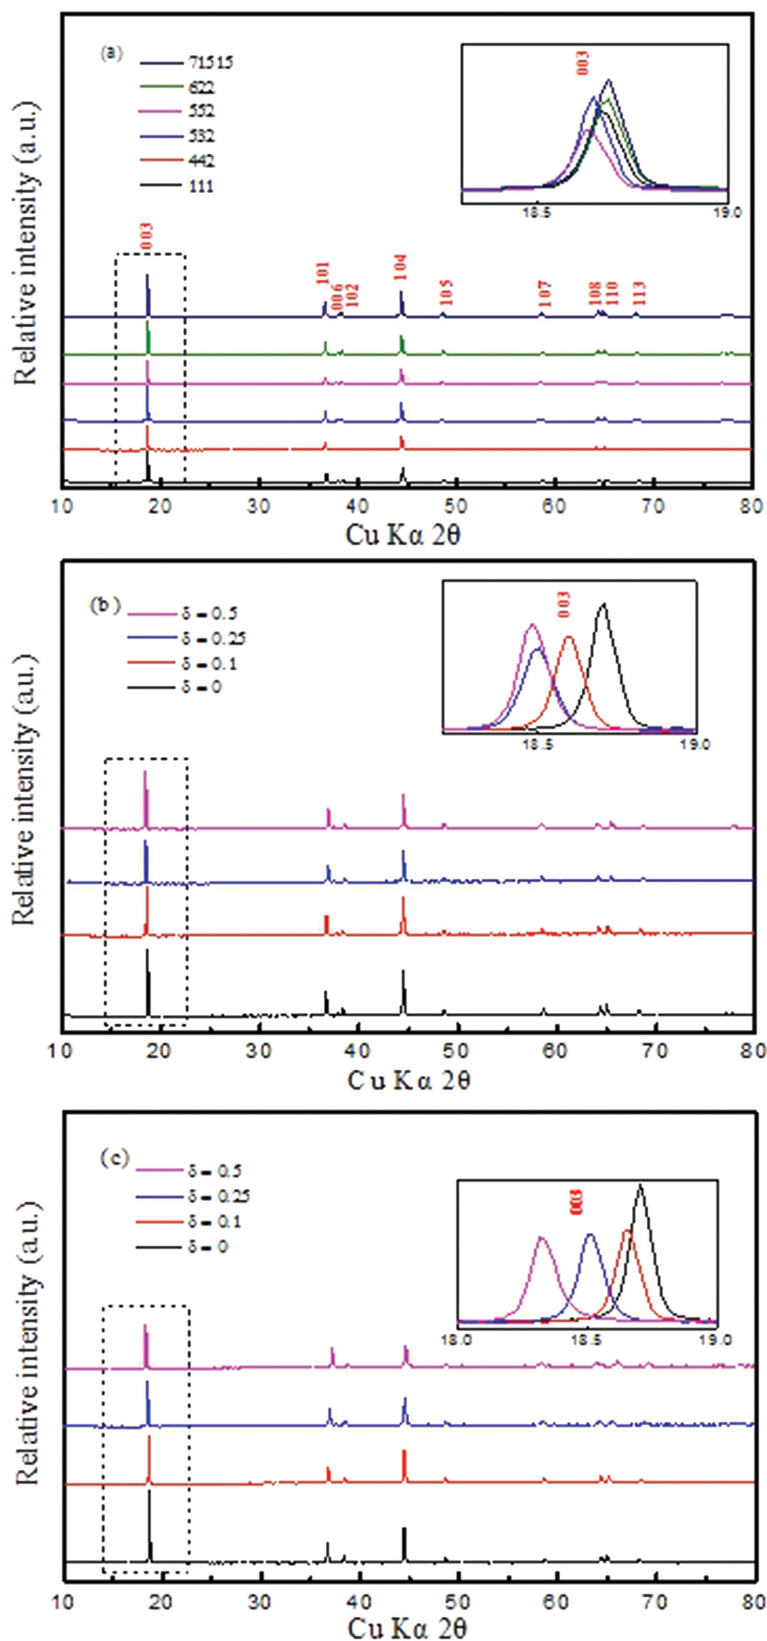 (a)
71515
622
552
532
442
111
003
18.5 19.0
003
101
006
102
104
105
107
108
110
113
Relative intensity (a.u.)
10 20 30 40 50 60 70 80
Cu Kα 2θ
(b)
δ = 0.5
δ = 0.25
δ = 0.1
δ = 0
003
18.5 19.0
Relative intensity (a.u.)
10 20 30 40 50 60 70 80
Cu Kα 2θ
(c)
δ = 0.5
δ = 0.25
δ = 0.1
δ = 0
003
18.0 18.5 19.0
Relative intensity (a.u.)
10 20 30 40 50 60 70 80
Cu Kα 2θ